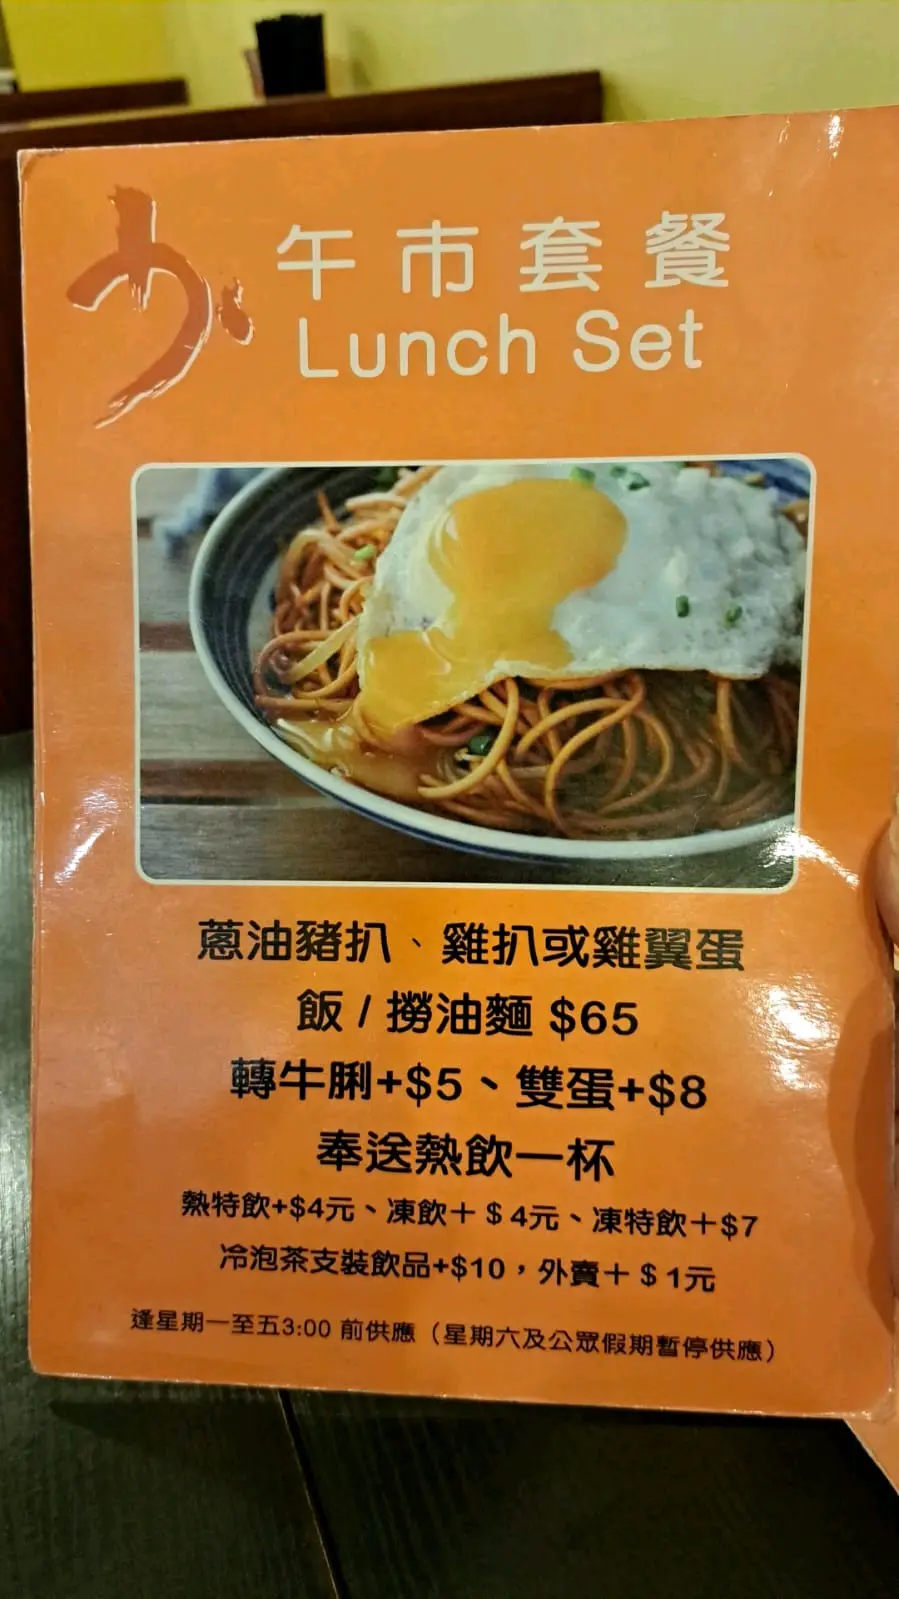 午市套餐
Lunch Set
蔥油豬扒、雞扒或雞翼蛋
飯 / 撈油麵 $65
轉牛脷+$5、雙蛋+$8
奉送熱飲一杯
熱特飲+$4元、凍飲＋＄4元、凍特飲＋$7
冷泡茶支裝飲品+$10，外賣＋＄1元
逢星期一至五3:00 前供應（星期六及公眾假期暫停供應）